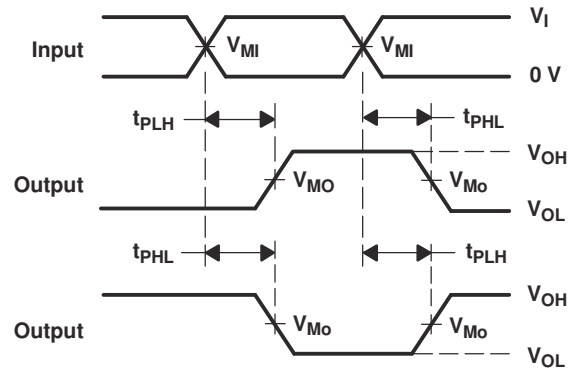 V_I
Input V_MI V_MI
0 V
t_PLH t_PHL
V_OH
Output V_MO V_Mo
V_OL
t_PHL t_PLH
V_OH
Output V_Mo V_Mo
V_OL